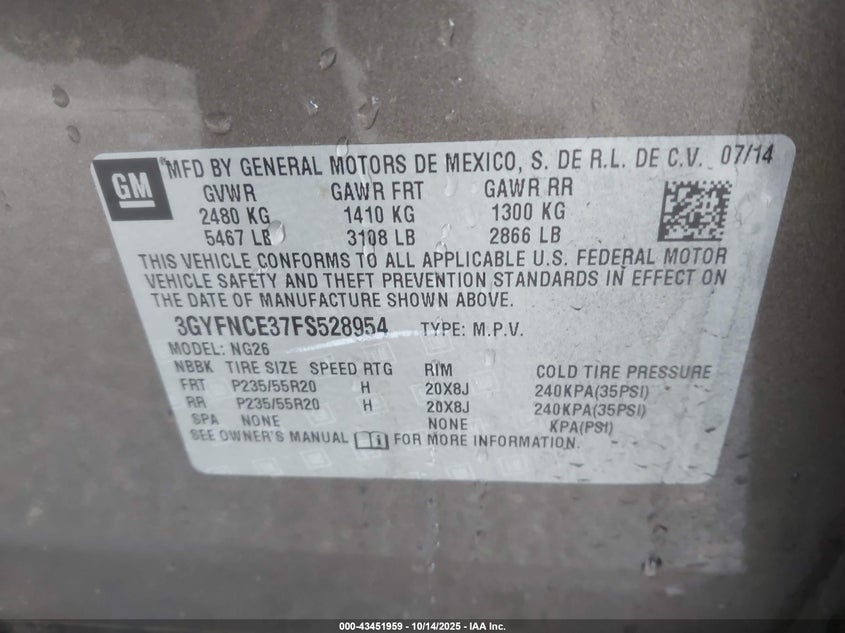 GM
MFD BY GENERAL MOTORS DE MEXICO, S. DE R.L. DE C.V. 07/14
GVWR GAWR FRT GAWR RR
2480 KG 1410 KG 1300 KG
5467 LB 3108 LB 2866 LB
THIS VEHICLE CONFORMS TO ALL APPLICABLE U.S. FEDERAL MOTOR
VEHICLE SAFETY AND THEFT PREVENTION STANDARDS IN EFFECT ON
THE DATE OF MANUFACTURE SHOWN ABOVE.
3GYFNCE37FS528954 TYPE: M.P.V.
MODEL: NG26
NBBK TIRE SIZE SPEED RTG RIM COLD TIRE PRESSURE
FRT P235/55R20 H 20X8J 240KPA(35PSI)
RR P235/55R20 H 20X8J 240KPA(35PSI)
SPA NONE NONE KPA(PSI)
SEE OWNER'S MANUAL FOR MORE INFORMATION.
000-43451959 - 10/14/2025 - IAA Inc.